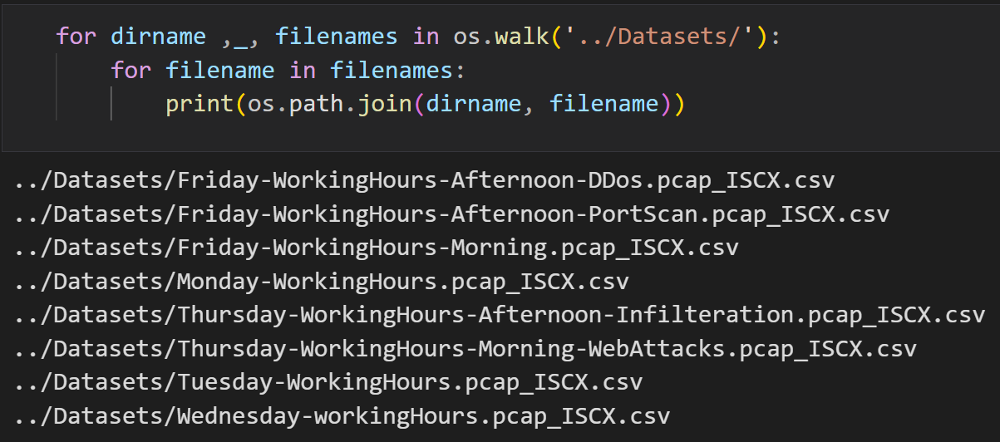 for dirname ,_, filenames in os.walk('../Datasets/'):
    for filename in filenames:
        print(os.path.join(dirname, filename))
../Datasets/Friday-WorkingHours-Afternoon-DDos.pcap_ISCX.csv
../Datasets/Friday-WorkingHours-Afternoon-PortScan.pcap_ISCX.csv
../Datasets/Friday-WorkingHours-Morning.pcap_ISCX.csv
../Datasets/Monday-WorkingHours.pcap_ISCX.csv
../Datasets/Thursday-WorkingHours-Afternoon-Infilteration.pcap_ISCX.csv
../Datasets/Thursday-WorkingHours-Morning-WebAttacks.pcap_ISCX.csv
../Datasets/Tuesday-WorkingHours.pcap_ISCX.csv
../Datasets/Wednesday-workingHours.pcap_ISCX.csv